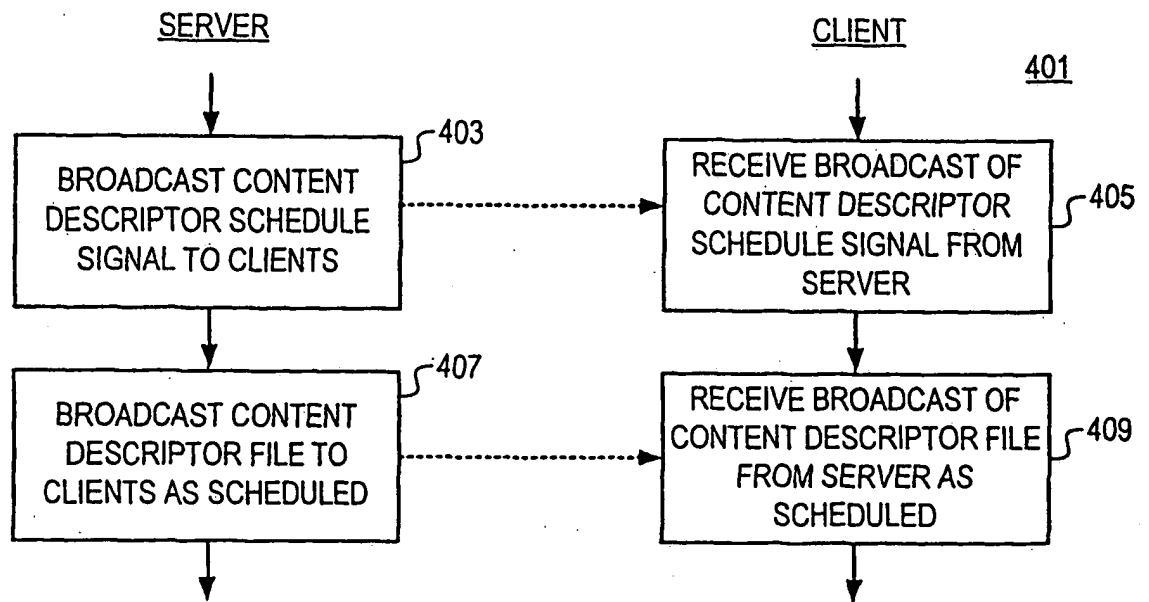 SERVER
CLIENT
401
BROADCAST CONTENT
DESCRIPTOR SCHEDULE
SIGNAL TO CLIENTS
403
RECEIVE BROADCAST OF
CONTENT DESCRIPTOR
SCHEDULE SIGNAL FROM
SERVER
405
BROADCAST CONTENT
DESCRIPTOR FILE TO
CLIENTS AS SCHEDULED
407
RECEIVE BROADCAST OF
CONTENT DESCRIPTOR FILE
FROM SERVER AS
SCHEDULED
409